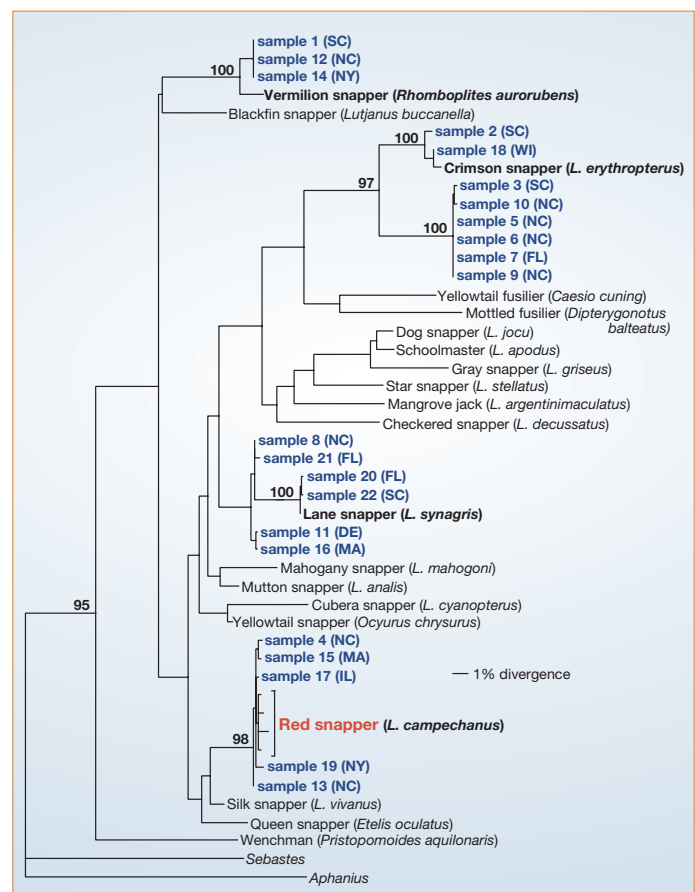 sample 1 (SC)
sample 12 (NC)
100
sample 14 (NY)
Vermilion snapper (Rhomboplites aurorubens)
Blackfin snapper (Lutjanus buccanella)
100
sample 2 (SC)
sample 18 (WI)
Crimson snapper (L. erythropterus)
97
sample 3 (SC)
sample 10 (NC)
sample 5 (NC)
100
sample 6 (NC)
sample 7 (FL)
sample 9 (NC)
Yellowtail fusilier (Caesio cuning)
Mottled fusilier (Dipterygonotus
balteatus)
Dog snapper (L. jocu)
Schoolmaster (L. apodus)
Gray snapper (L. griseus)
Star snapper (L. stellatus)
Mangrove jack (L. argentinimaculatus)
Checkered snapper (L. decussatus)
sample 8 (NC)
sample 21 (FL)
sample 20 (FL)
100
sample 22 (SC)
Lane snapper (L. synagris)
sample 11 (DE)
sample 16 (MA)
Mahogany snapper (L. mahogoni)
Mutton snapper (L. analis)
95
Cubera snapper (L. cyanopterus)
Yellowtail snapper (Ocyurus chrysurus)
sample 4 (NC)
sample 15 (MA)
sample 17 (IL)
1% divergence
Red snapper (L. campechanus)
98
sample 19 (NY)
sample 13 (NC)
Silk snapper (L. vivanus)
Queen snapper (Etelis oculatus)
Wenchman (Pristopomoides aquilonaris)
Sebastes
Aphanius